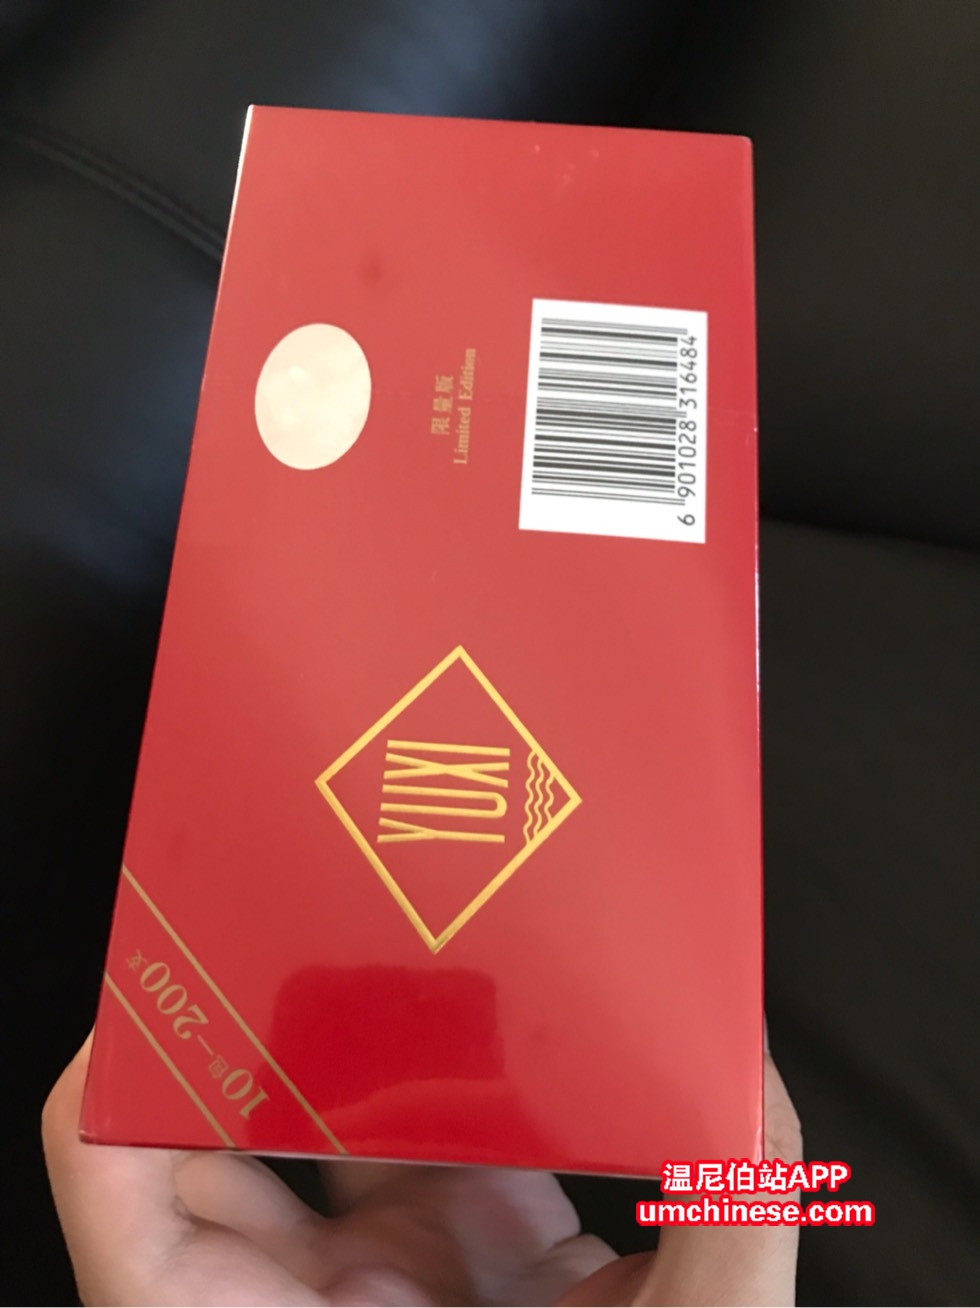 限量版
Limited Edition
6 901028 316484
YUXI
10包—200支
温尼伯站APP
umchinese.com